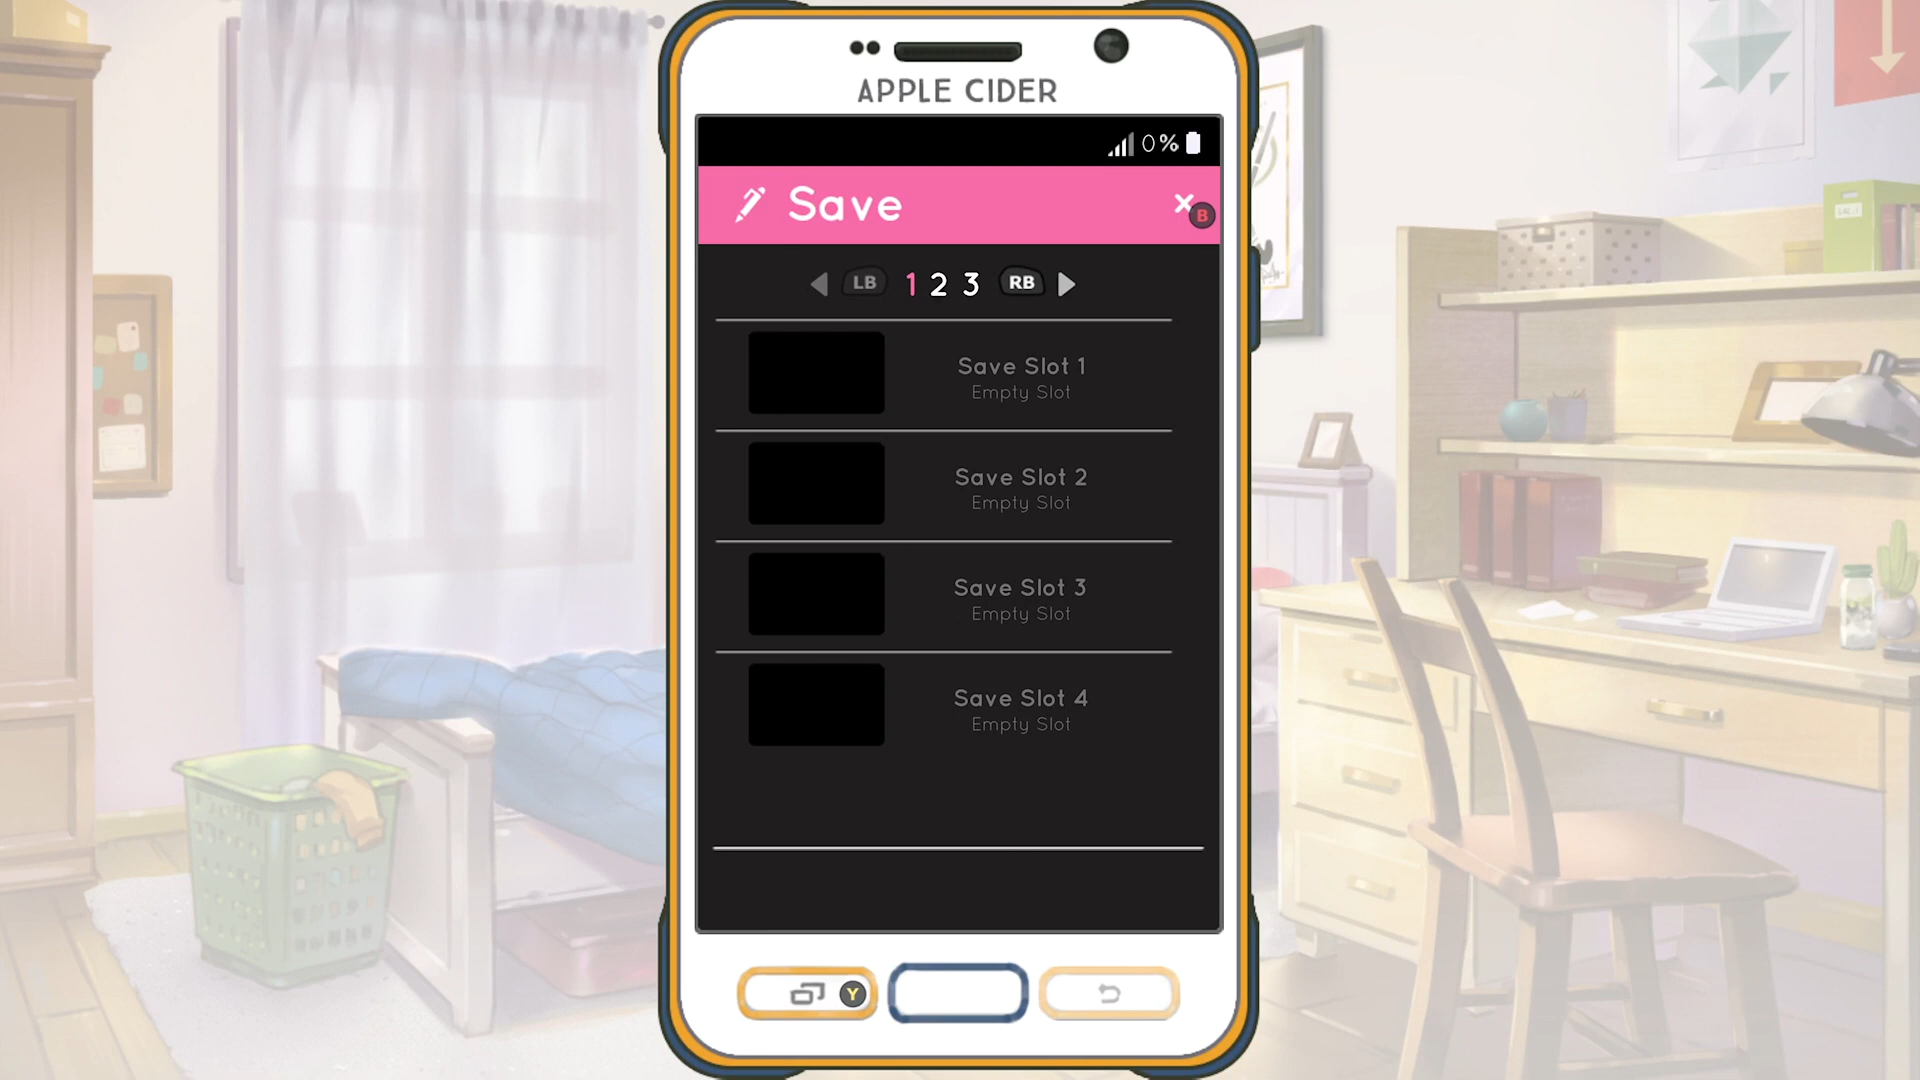 APPLE CIDER
0%
Save
B
LB 1 2 3 RB
Save Slot 1
Empty Slot
Save Slot 2
Empty Slot
Save Slot 3
Empty Slot
Save Slot 4
Empty Slot
Y